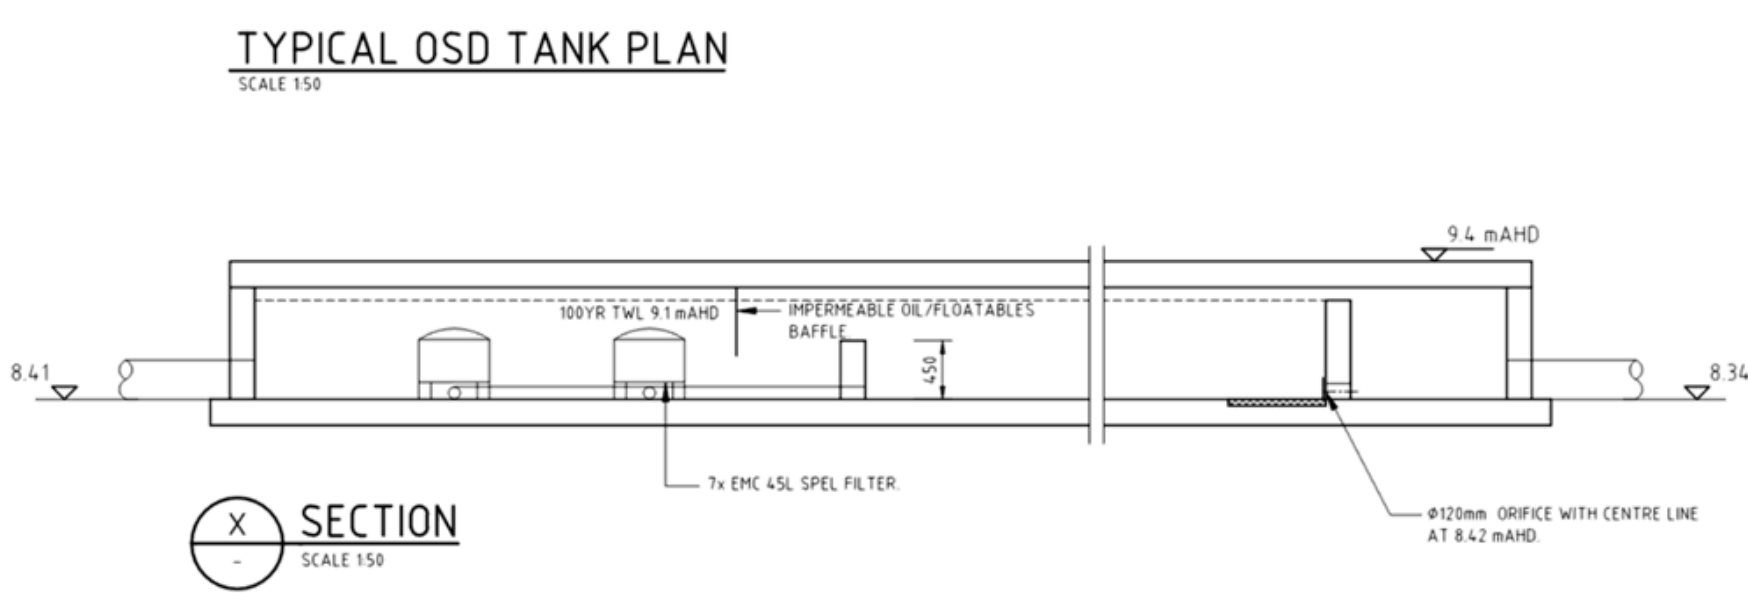 TYPICAL OSD TANK PLAN
SCALE 1:50
9.4 mAHD
100YR TWL 9.1 mAHD
IMPERMEABLE OIL/FLOATABLES
BAFFLE.
450
8.41
8.34
7x EMC 45L SPEL FILTER.
Ø120mm ORIFICE WITH CENTRE LINE
AT 8.42 mAHD.
X
SECTION
-
SCALE 1:50